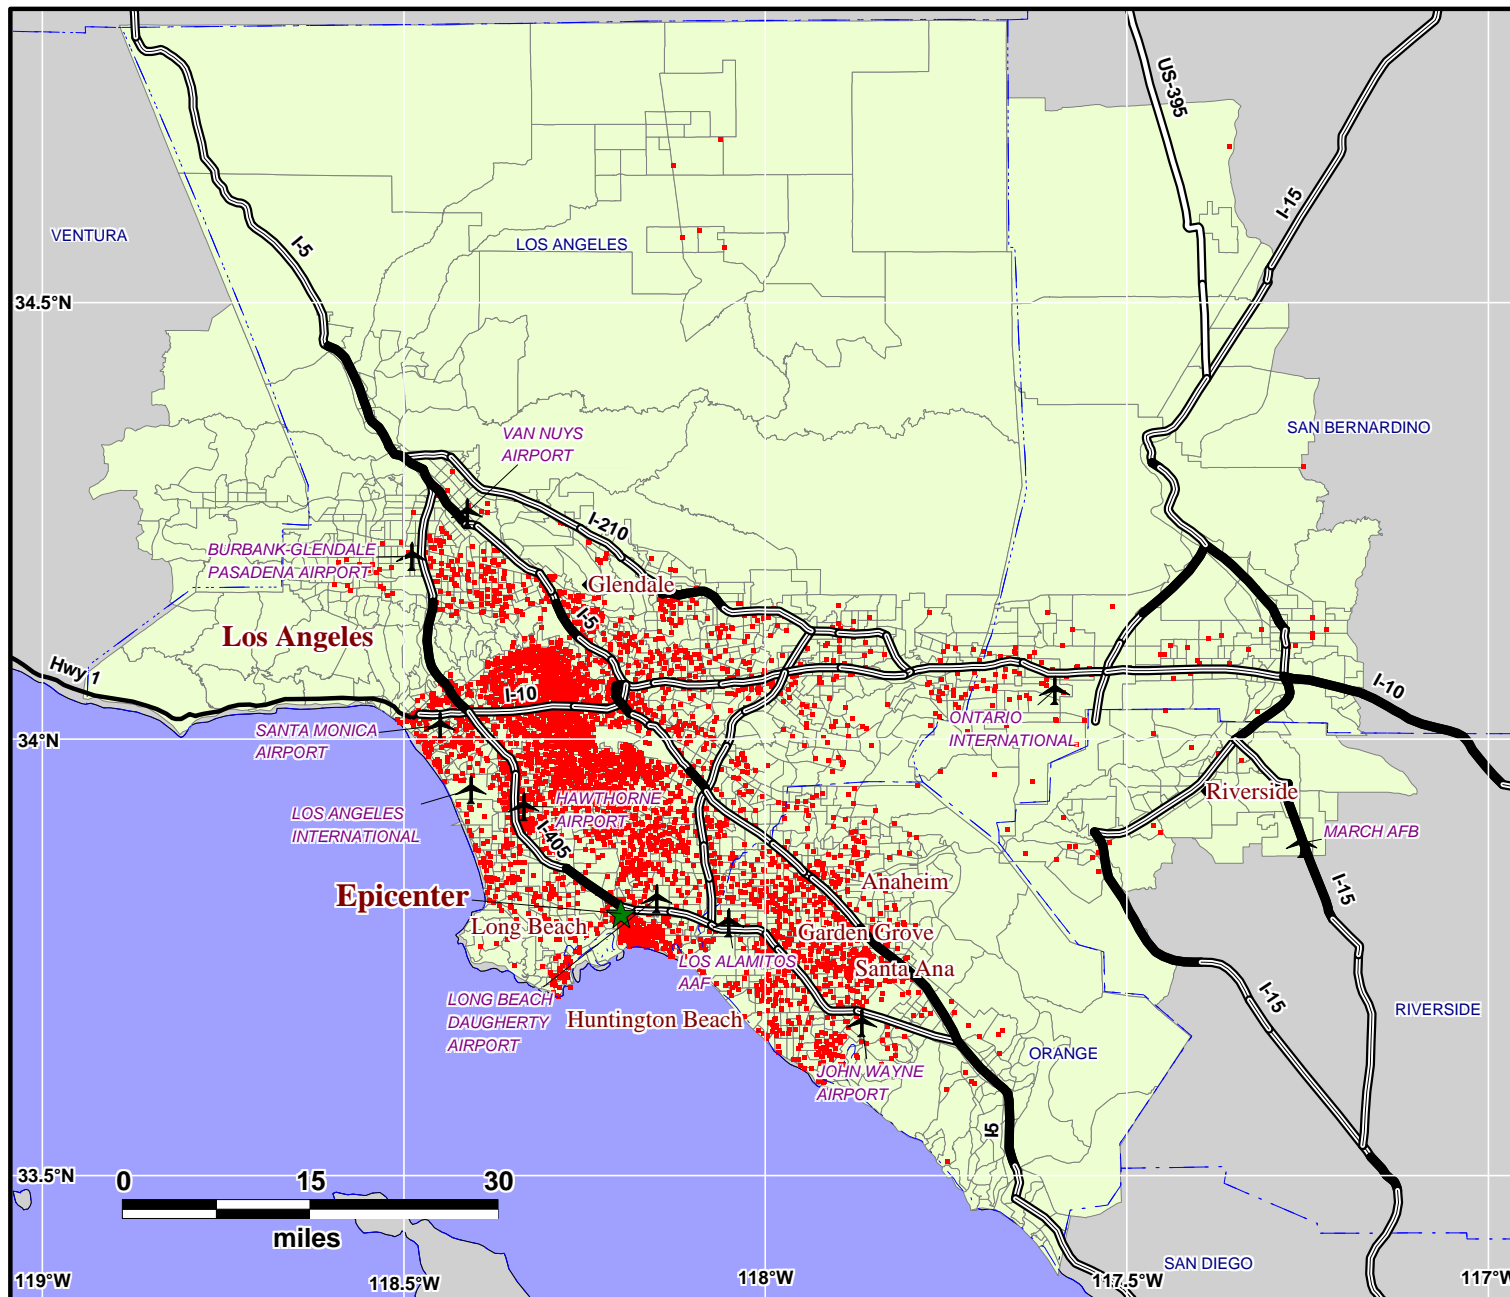 US-395
I-15
VENTURA
I-5
LOS ANGELES
34.5°N
SAN BERNARDINO
VAN NUYS
AIRPORT
I-210
BURBANK-GLENDALE
PASADENA AIRPORT
Glendale
I-5
Los Angeles
Hwy 1
I-10
I-10
SANTA MONICA
AIRPORT
ONTARIO
INTERNATIONAL
34°N
LOS ANGELES
INTERNATIONAL
HAWTHORNE
AIRPORT
Riverside
MARCH AFB
I-405
Epicenter
Anaheim
I-15
Long Beach
Garden Grove
LOS ALAMITOS
AAF
Santa Ana
LONG BEACH
DAUGHERTY
AIRPORT
Huntington Beach
I-15
RIVERSIDE
ORANGE
JOHN WAYNE
AIRPORT
I5
33.5°N
0 15 30
miles
SAN DIEGO
119°W 118.5°W 118°W 117.5°W 117°W